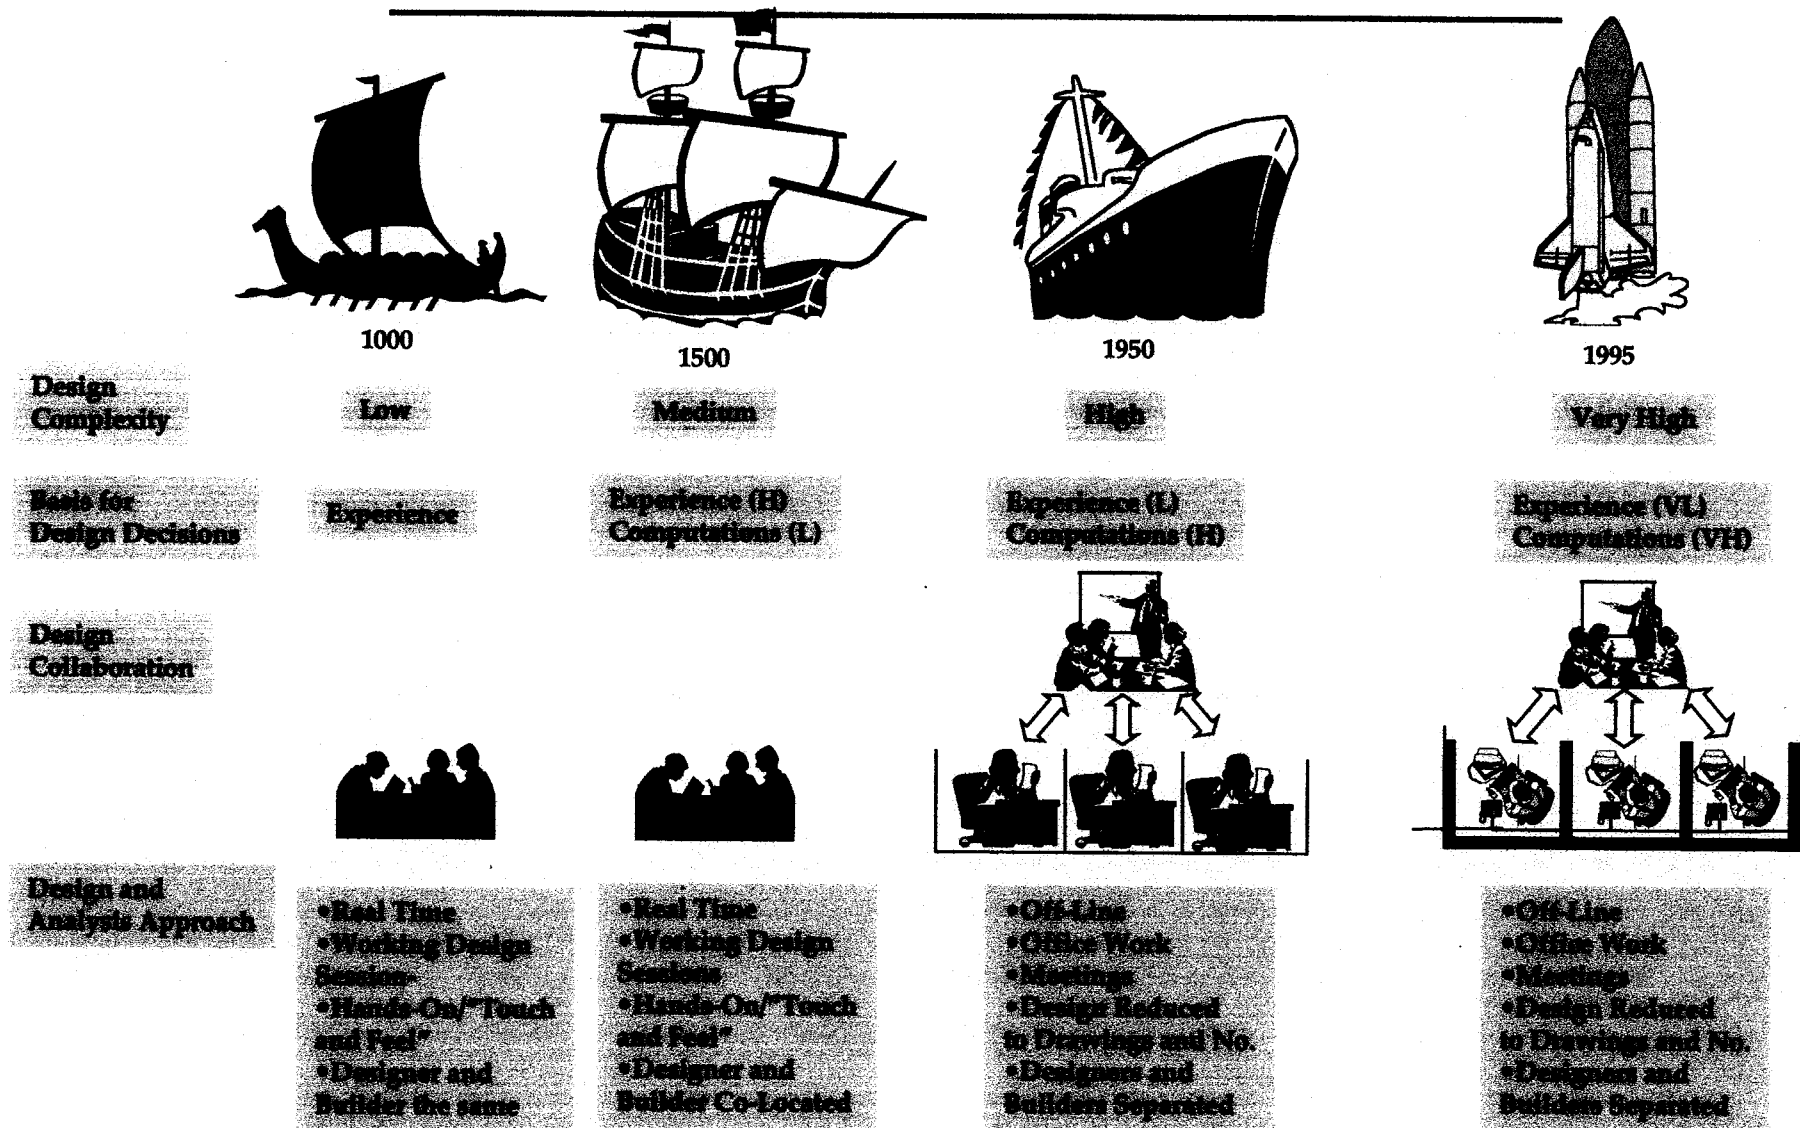 1000
1500
1950
1995
Design
Complexity
Low
Medium
High
Very High
Basis for
Design Decisions
Experience
Experience (H)
Computations (L)
Experience (L)
Computations (H)
Experience (VL)
Computations (VH)
Design
Collaboration
Design and
Analysis Approach
•Real Time
•Working Design
Session-
•Hands-On/"Touch
and Feel"
•Designer and
Builder the same
•Real Time
•Working Design
Sessions
•Hands-On/"Touch
and Feel"
•Designer and
Builder Co-Located
•Off-Line
•Office Work
•Meetings
•Design Reduced
to Drawings and No.
•Designers and
Builders Separated
•Off-Line
•Office Work
•Meetings
•Design Reduced
to Drawings and No.
•Designers and
Builders Separated